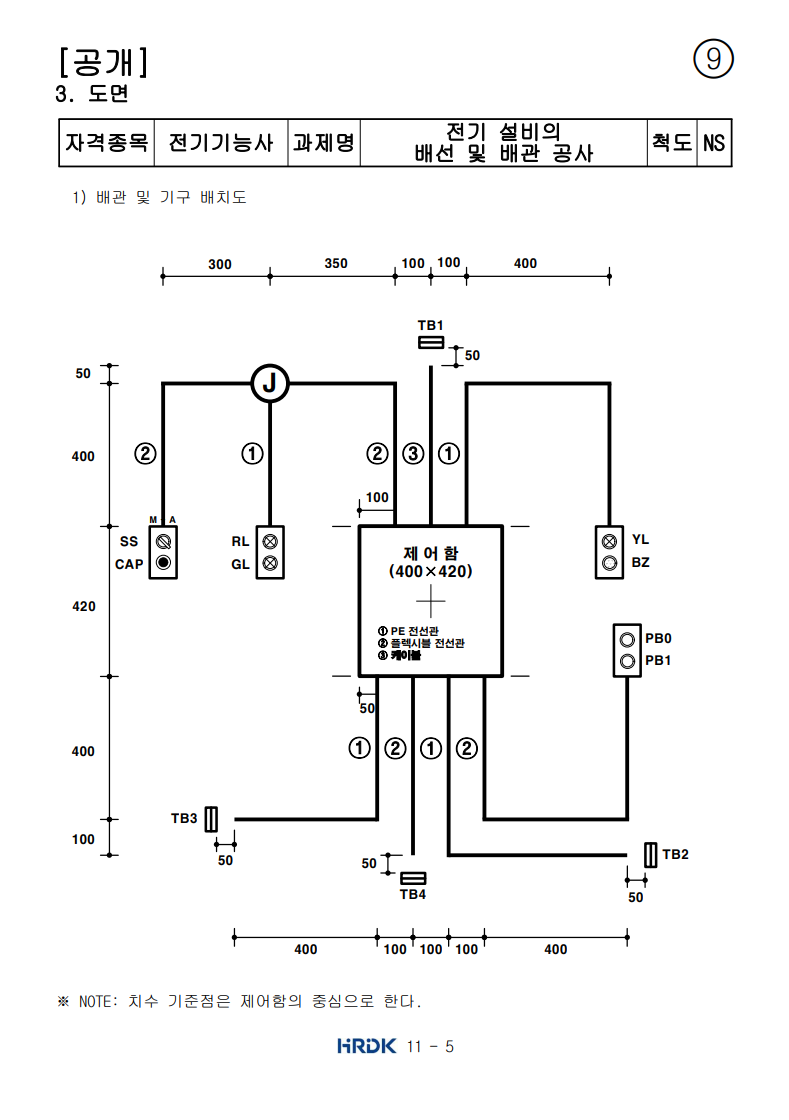 [공개]
⑨
3. 도면
자격종목 전기기능사 과제명 전기 설비의 배선 및 배관 공사 척도 NS
1) 배관 및 기구 배치도
300 350 100 100 400
TB1
50
50
J
400
② ① ② ③ ①
100
M A
SS
CAP
RL
GL
제어함
(400×420)
① PE 전선관
② 플렉시블 전선관
③ 케이블
YL
BZ
420
PB0
PB1
50
400
① ② ① ②
TB3
100
50
50
TB4
TB2
50
400 100 100 100 400
※ NOTE: 치수 기준점은 제어함의 중심으로 한다.
HRDK 11 - 5